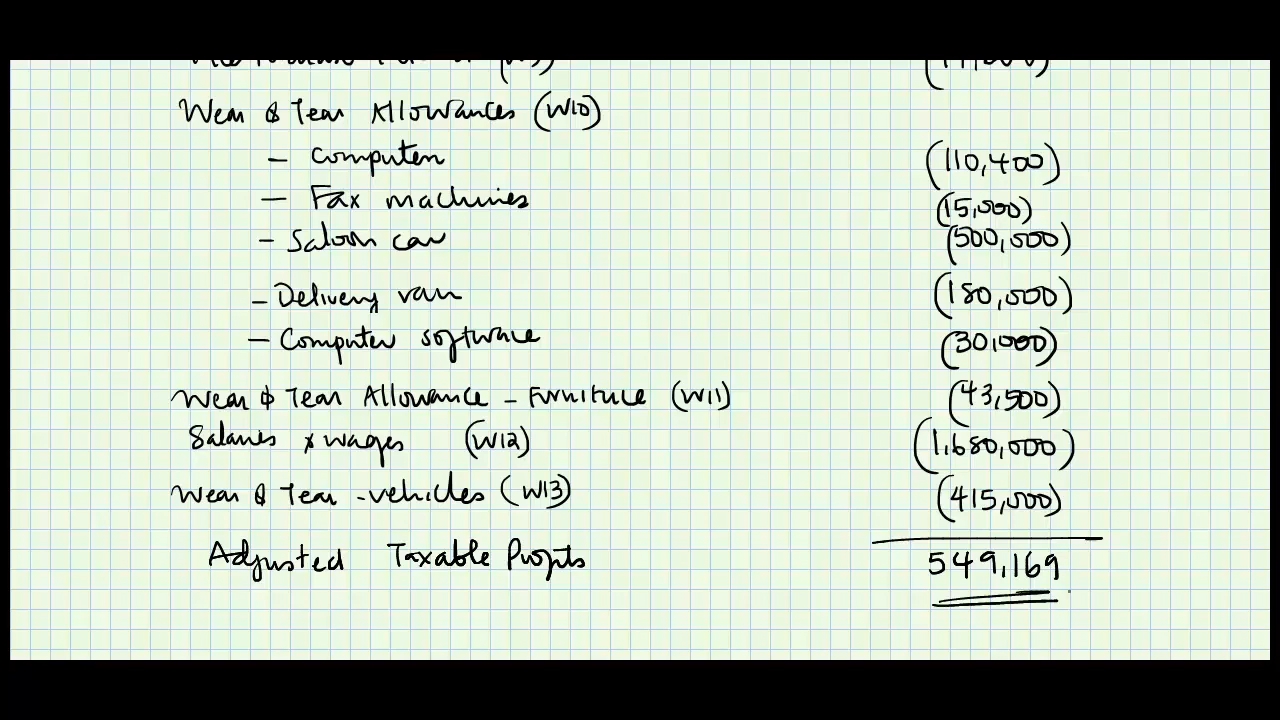 Wear & Tear Allowances (W10)
- Computer (110,400)
- Fax machines (15,000)
- Saloon car (500,000)
- Delivery van (180,000)
- Computer software (30,000)
Wear & Tear Allowance - Furniture (W11) (43,500)
Salaries & wages (W12) (1,680,000)
Wear & Tear - vehicles (W13) (415,000)
Adjusted Taxable Profits 549,169